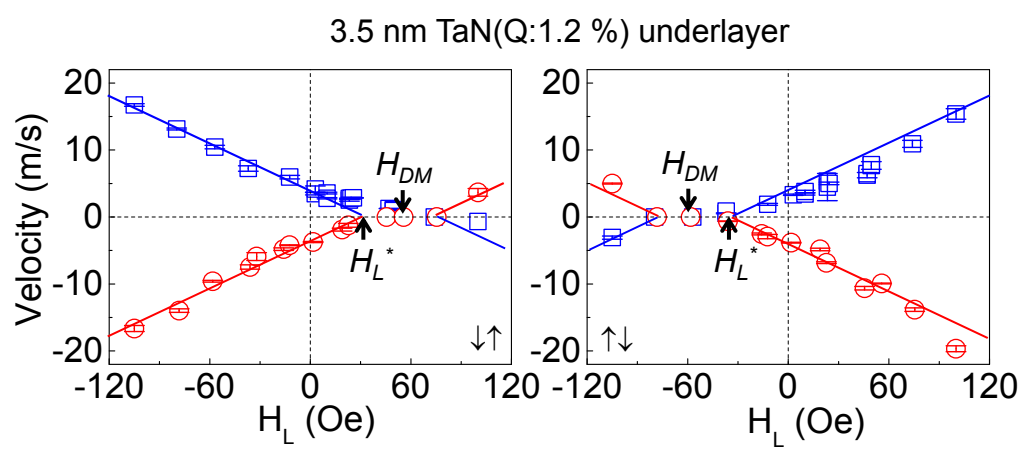 3.5 nm TaN(Q:1.2 %) underlayer
Velocity (m/s)
20
10
0
-10
-20
H_DM
H_L*
↓↑
-120 -60 0 60 120
H_L (Oe)
20
10
0
-10
-20
H_DM
H_L*
↑↓
-120 -60 0 60 120
H_L (Oe)